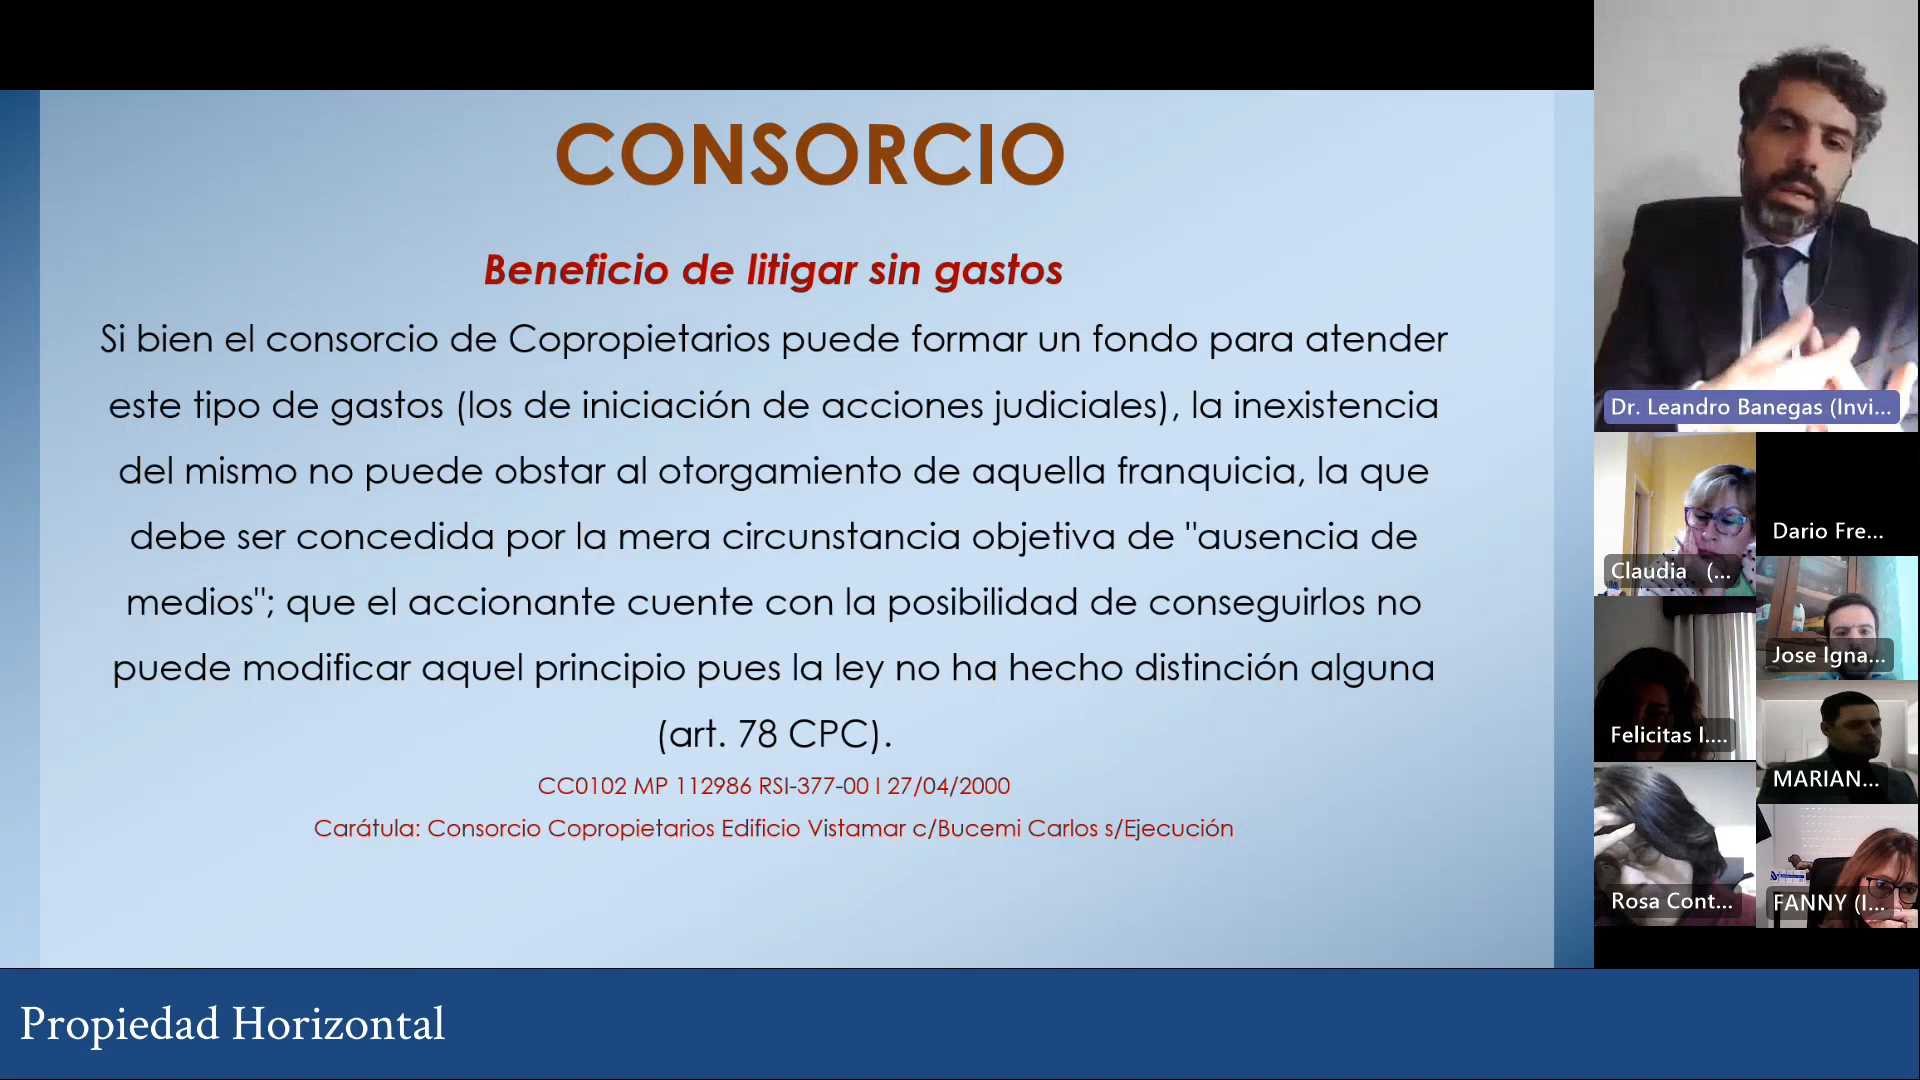 CONSORCIO
Beneficio de litigar sin gastos
Si bien el consorcio de Copropietarios puede formar un fondo para atender
este tipo de gastos (los de iniciación de acciones judiciales), la inexistencia
del mismo no puede obstar al otorgamiento de aquella franquicia, la que
debe ser concedida por la mera circunstancia objetiva de "ausencia de
medios"; que el accionante cuente con la posibilidad de conseguirlos no
puede modificar aquel principio pues la ley no ha hecho distinción alguna
(art. 78 CPC).
CC0102 MP 112986 RSI-377-00 I 27/04/2000
Carátula: Consorcio Copropietarios Edificio Vistamar c/Bucemi Carlos s/Ejecución
Dr. Leandro Banegas (Invi...
Claudia (...
Dario Fre...
Jose Igna...
Felicitas I....
MARIAN...
Rosa Cont...
FANNY (I...
Propiedad Horizontal